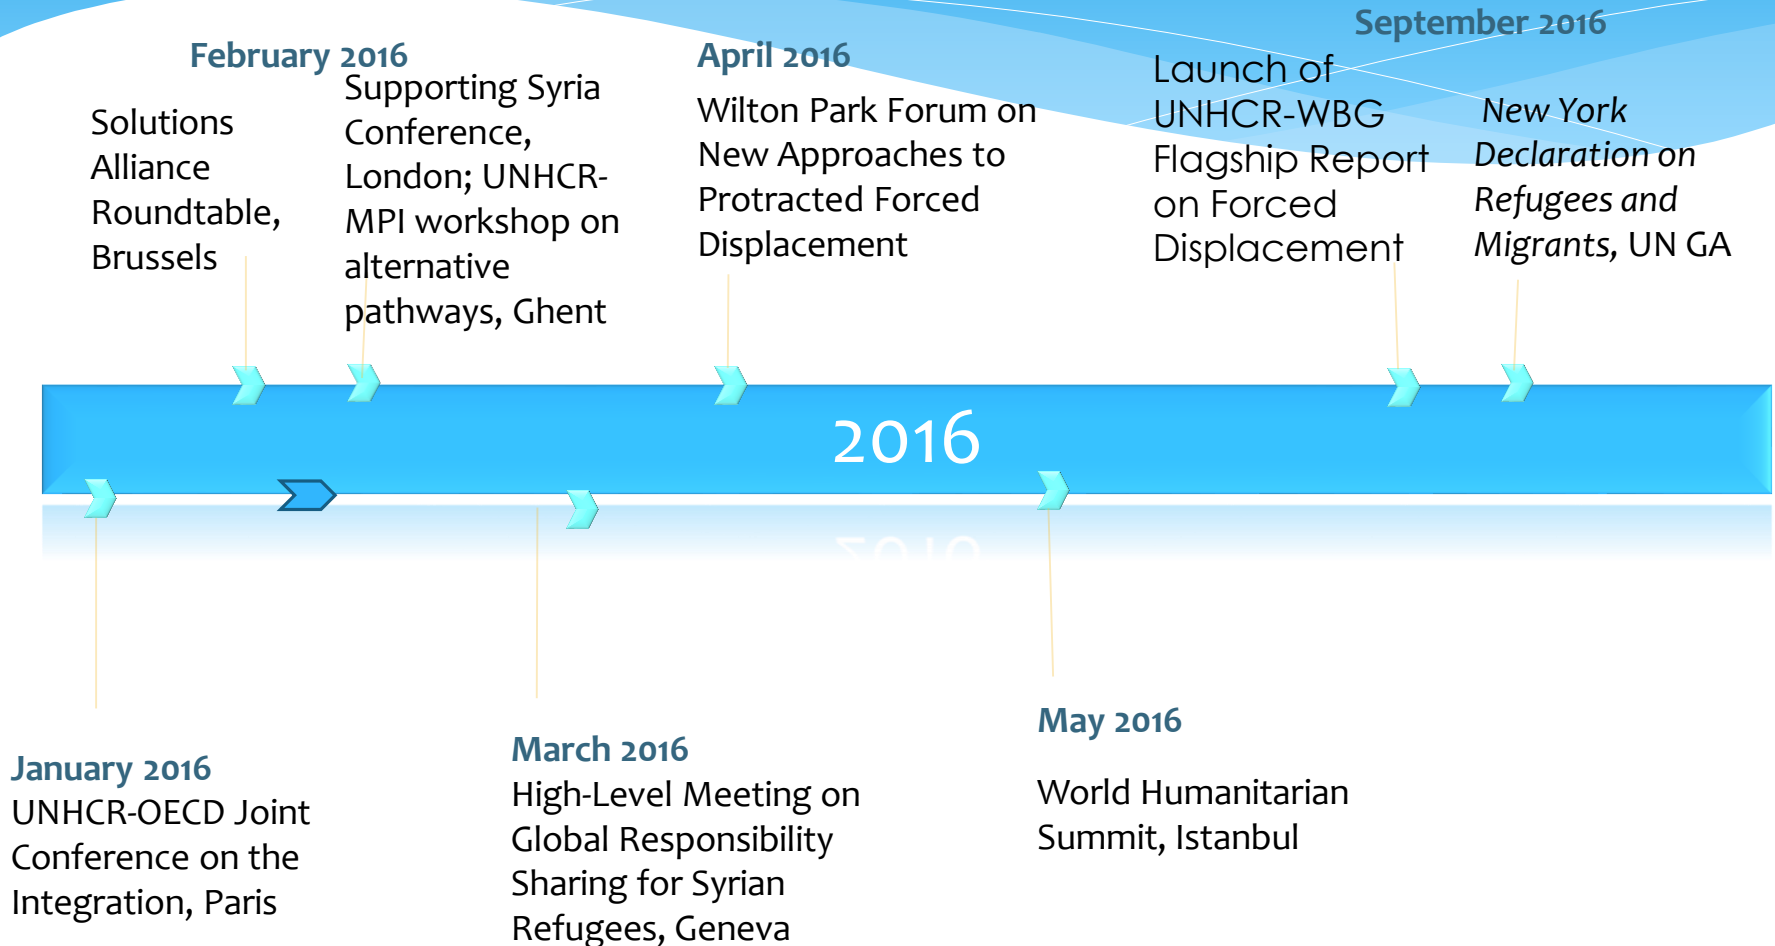 February 2016
Solutions
Alliance
Roundtable,
Brussels
Supporting Syria
Conference,
London; UNHCR-
MPI workshop on
alternative
pathways, Ghent
April 2016
Wilton Park Forum on
New Approaches to
Protracted Forced
Displacement
September 2016
Launch of
UNHCR-WBG
Flagship Report
on Forced
Displacement
New York
Declaration on
Refugees and
Migrants, UN GA
2016
January 2016
UNHCR-OECD Joint
Conference on the
Integration, Paris
March 2016
High-Level Meeting on
Global Responsibility
Sharing for Syrian
Refugees, Geneva
May 2016
World Humanitarian
Summit, Istanbul